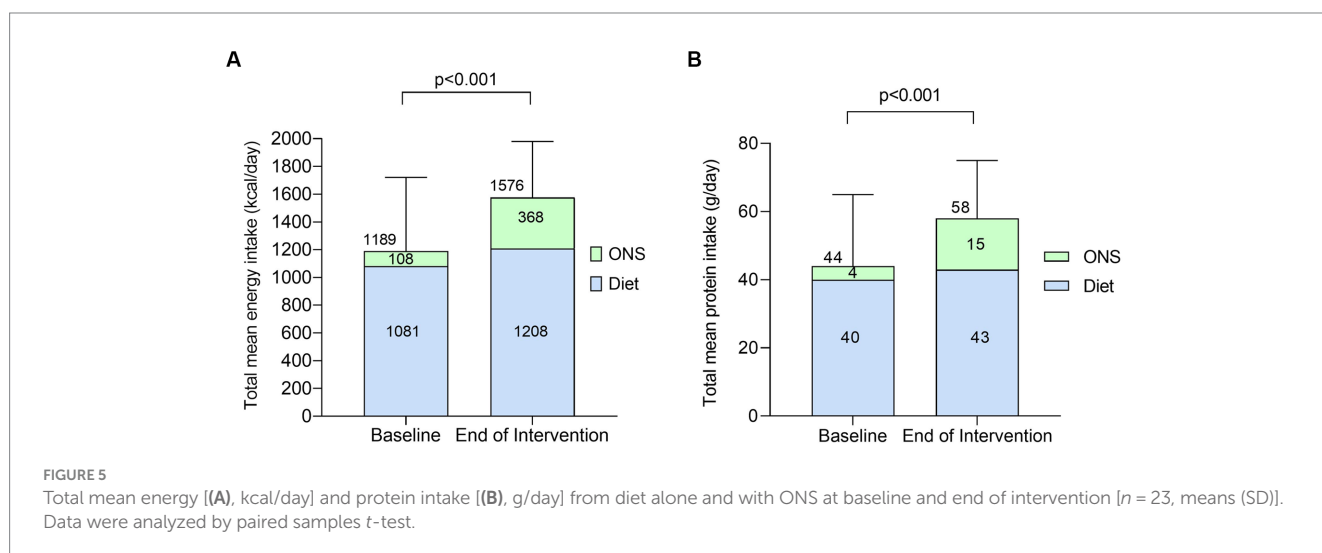 A
p<0.001
Total mean energy intake (kcal/day)
2000
1800
1600
1400
1200
1000
800
600
400
200
0
1189
108
1081
1576
368
1208
ONS
Diet
Baseline End of Intervention
B
p<0.001
Total mean protein intake (g/day)
80
60
40
20
0
44
4
40
58
15
43
ONS
Diet
Baseline End of Intervention
FIGURE 5
Total mean energy [(A), kcal/day] and protein intake [(B), g/day] from diet alone and with ONS at baseline and end of intervention [n = 23, means (SD)].
Data were analyzed by paired samples t-test.